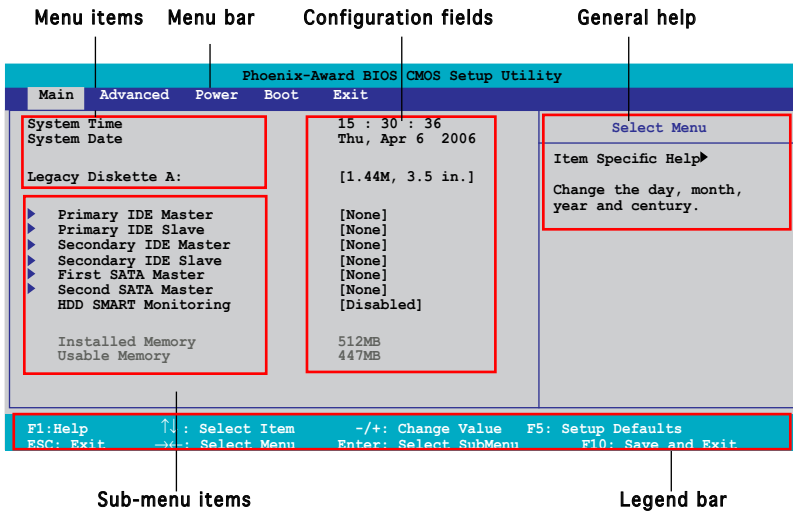 Menu items Menu bar Configuration fields General help
Phoenix-Award BIOS CMOS Setup Utility
Main Advanced Power Boot Exit
System Time 15 : 30 : 36
System Date Thu, Apr 6 2006
Legacy Diskette A: [1.44M, 3.5 in.]
Primary IDE Master [None]
Primary IDE Slave [None]
Secondary IDE Master [None]
Secondary IDE Slave [None]
First SATA Master [None]
Second SATA Master [None]
HDD SMART Monitoring [Disabled]
Installed Memory 512MB
Usable Memory 447MB
Select Menu
Item Specific Help
Change the day, month,
year and century.
F1:Help ↑↓: Select Item -/+: Change Value F5: Setup Defaults
ESC: Exit →←: Select Menu Enter: Select SubMenu F10: Save and Exit
Sub-menu items Legend bar